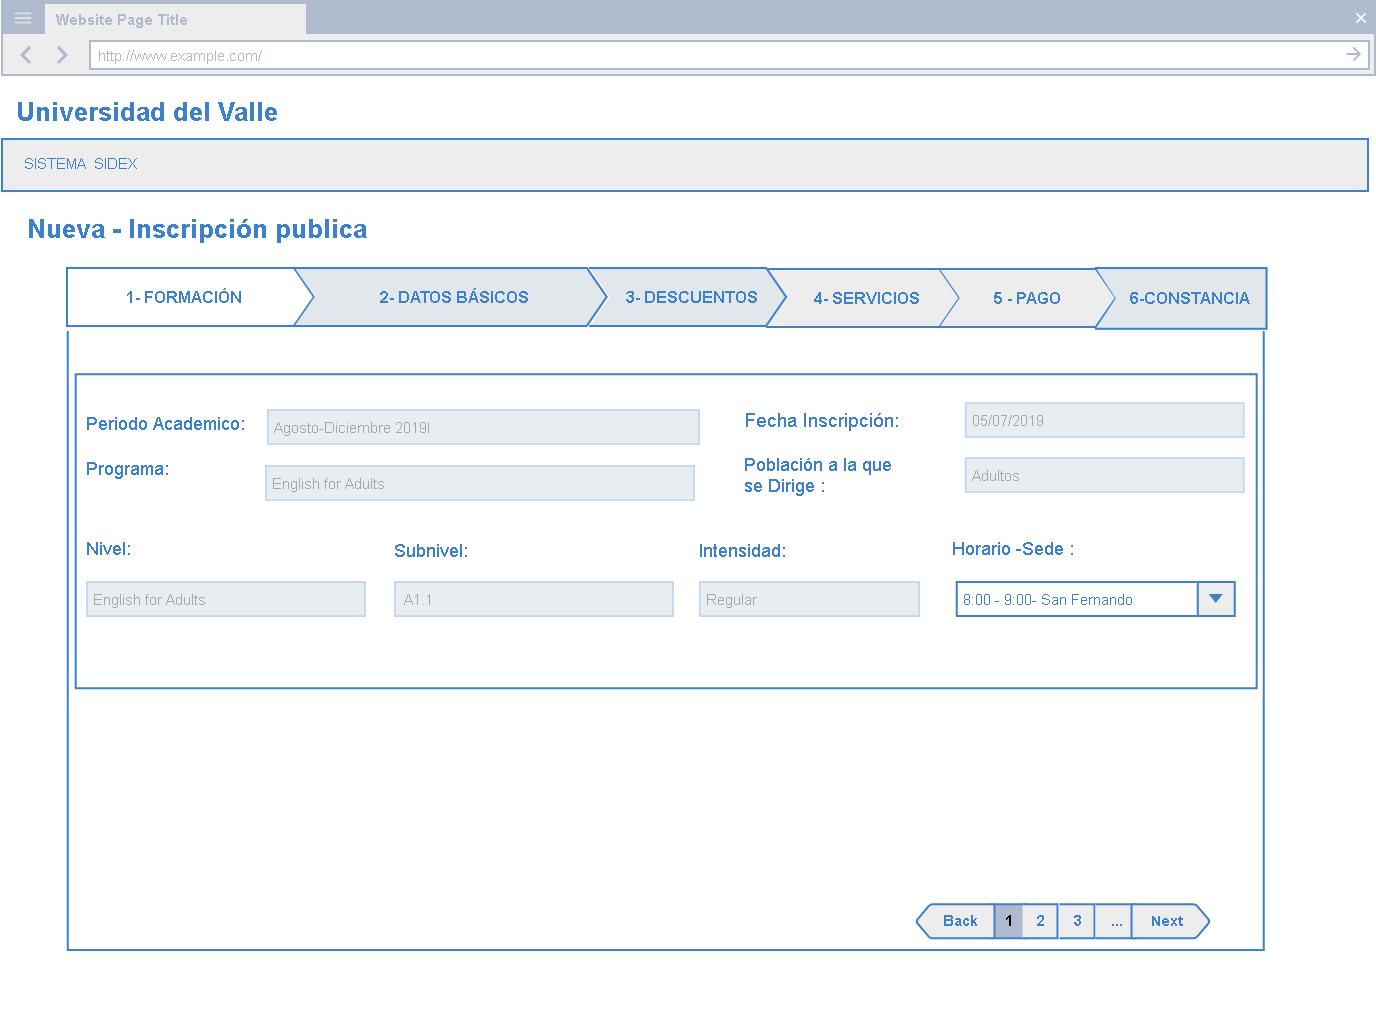 Website Page Title
http://www.example.com/
Universidad del Valle
SISTEMA SIDEX
Nueva - Inscripción publica
1- FORMACIÓN
2- DATOS BÁSICOS
3- DESCUENTOS
4- SERVICIOS
5 - PAGO
6-CONSTANCIA
Periodo Academico:
Agosto-Diciembre 2019I
Fecha Inscripción:
05/07/2019
Programa:
English for Adults
Población a la que
se Dirige :
Adultos
Nivel:
Subnivel:
Intensidad:
Horario -Sede :
English for Adults
A1.1
Regular
8:00 - 9:00- San Fernando
Back 1 2 3 ... Next